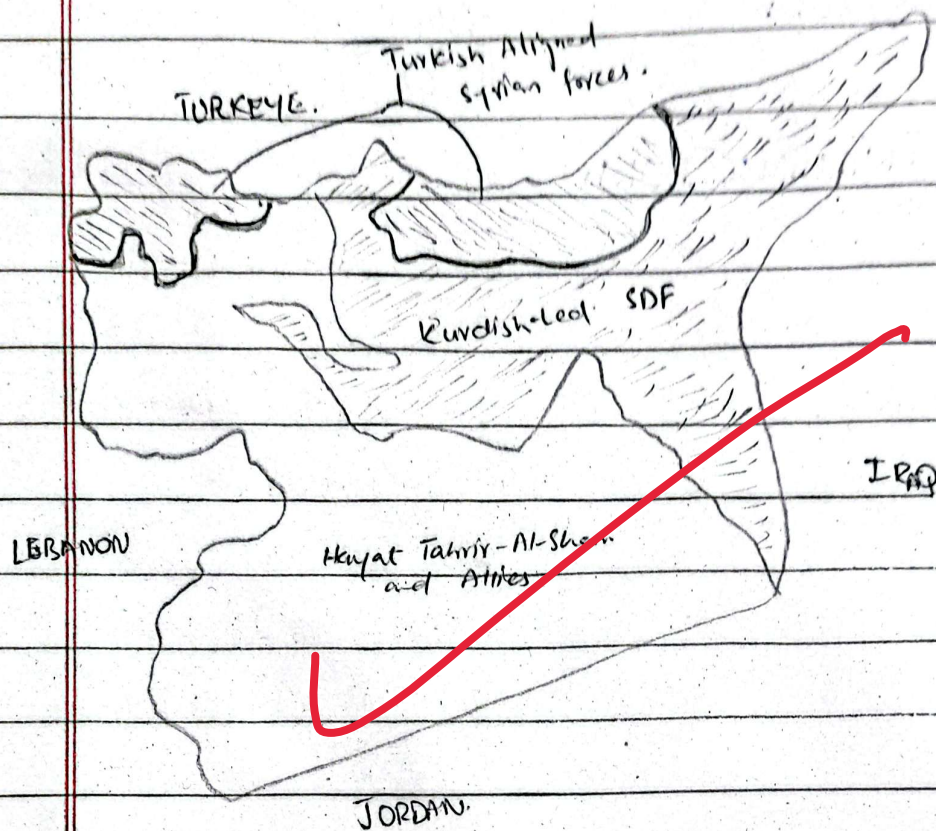 Turkish Aligned
Syrian forces.
TURKEYE.
Kurdish-Led SDF
IRAQ
LEBANON
Hayat Tahrir-Al-Sham
and Allies
JORDAN.